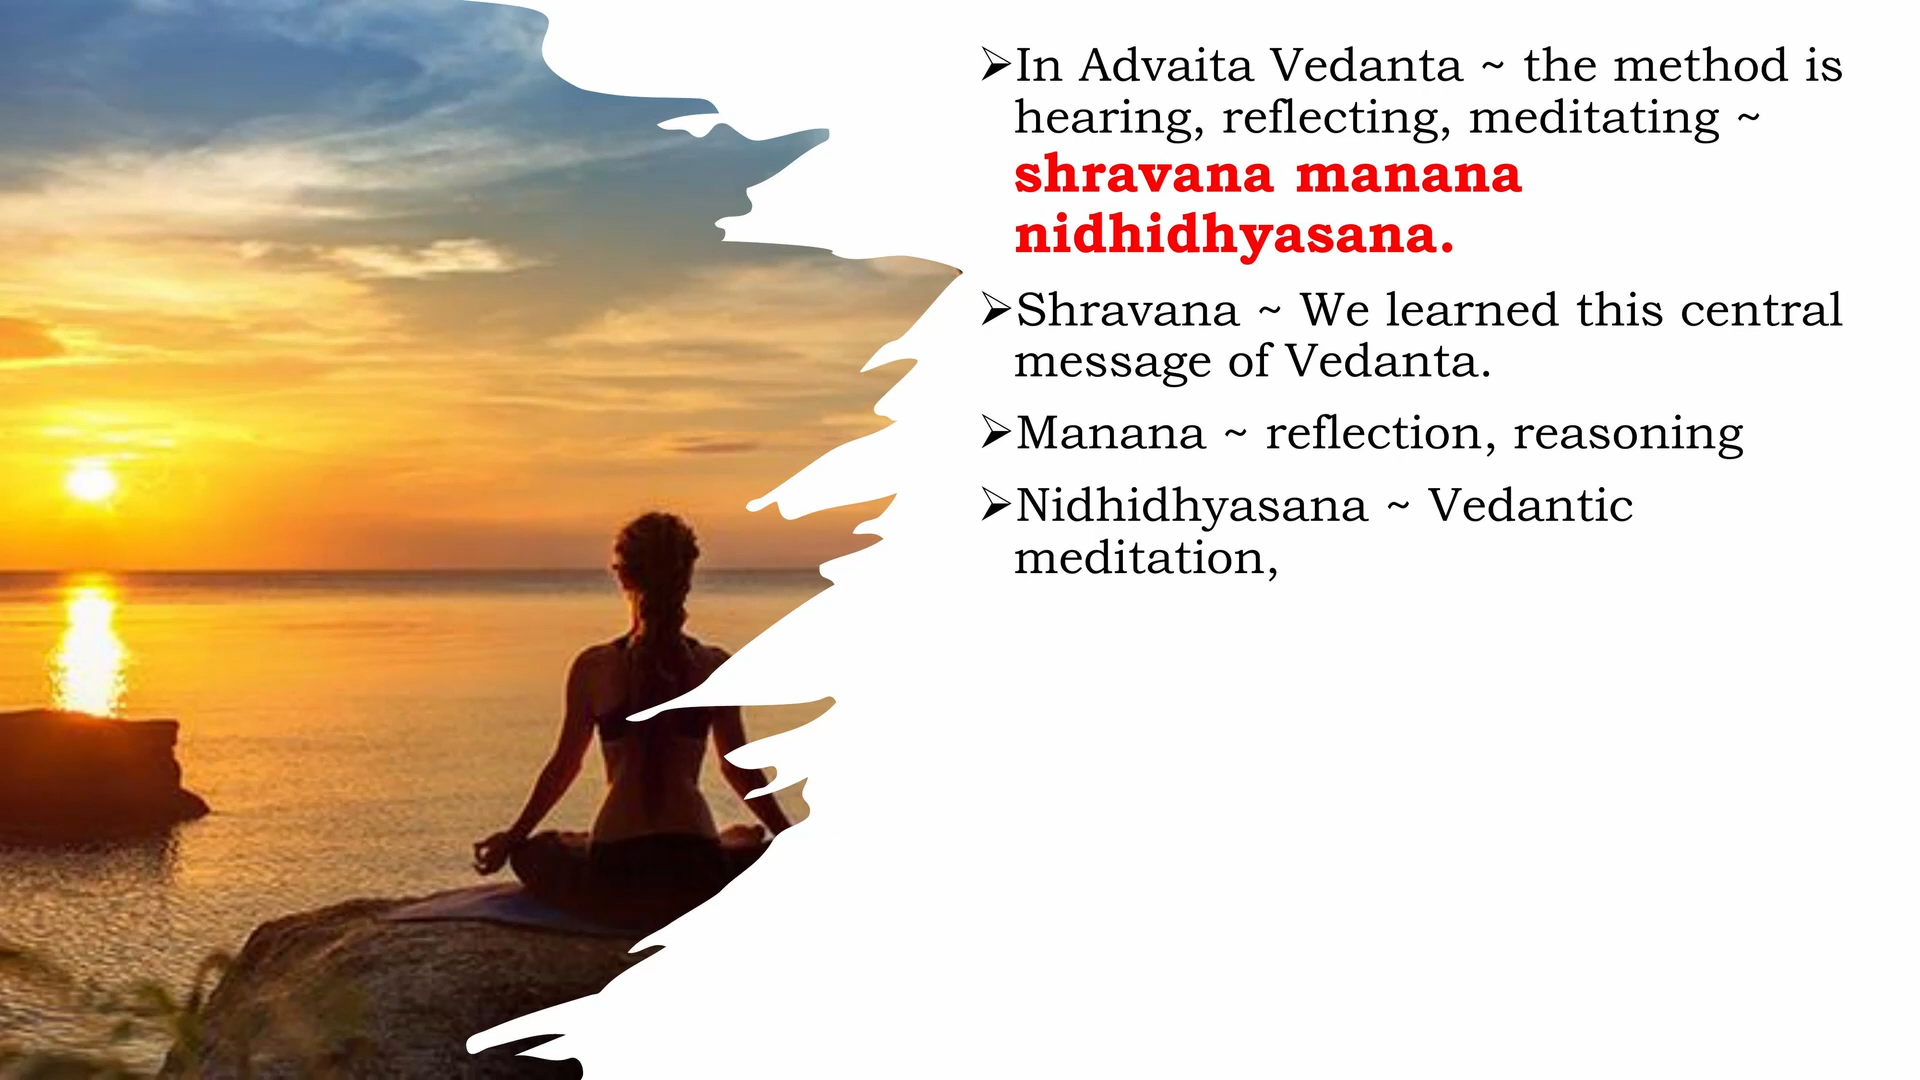 ➢In Advaita Vedanta ~ the method is
hearing, reflecting, meditating ~
shravana manana
nidhidhyasana.
➢Shravana ~ We learned this central
message of Vedanta.
➢Manana ~ reflection, reasoning
➢Nidhidhyasana ~ Vedantic
meditation,